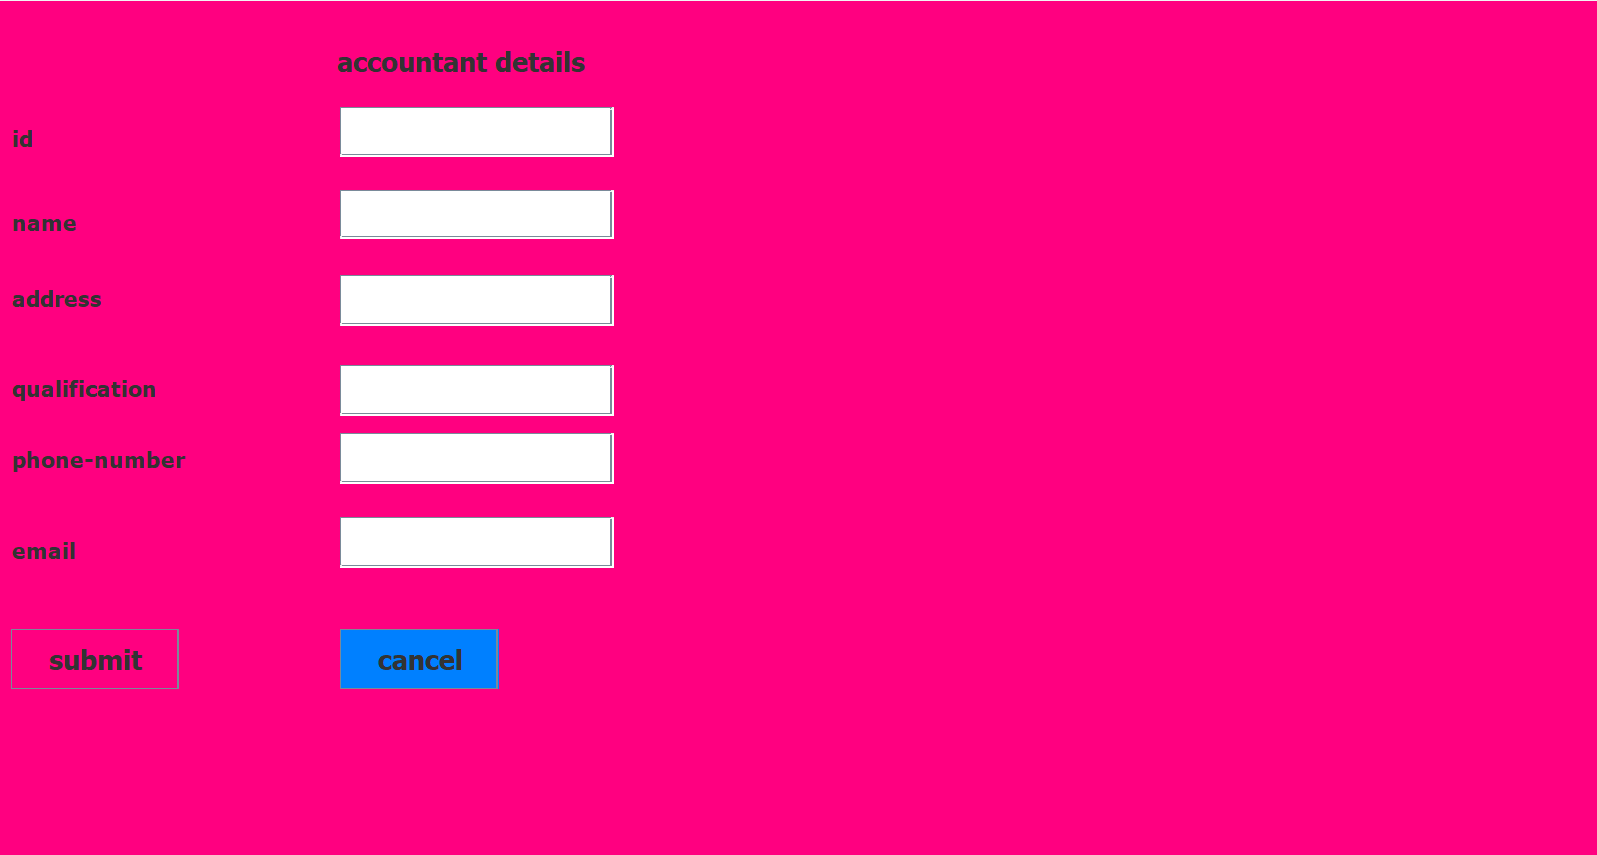 accountant details
id
name
address
qualification
phone-number
email
submit cancel